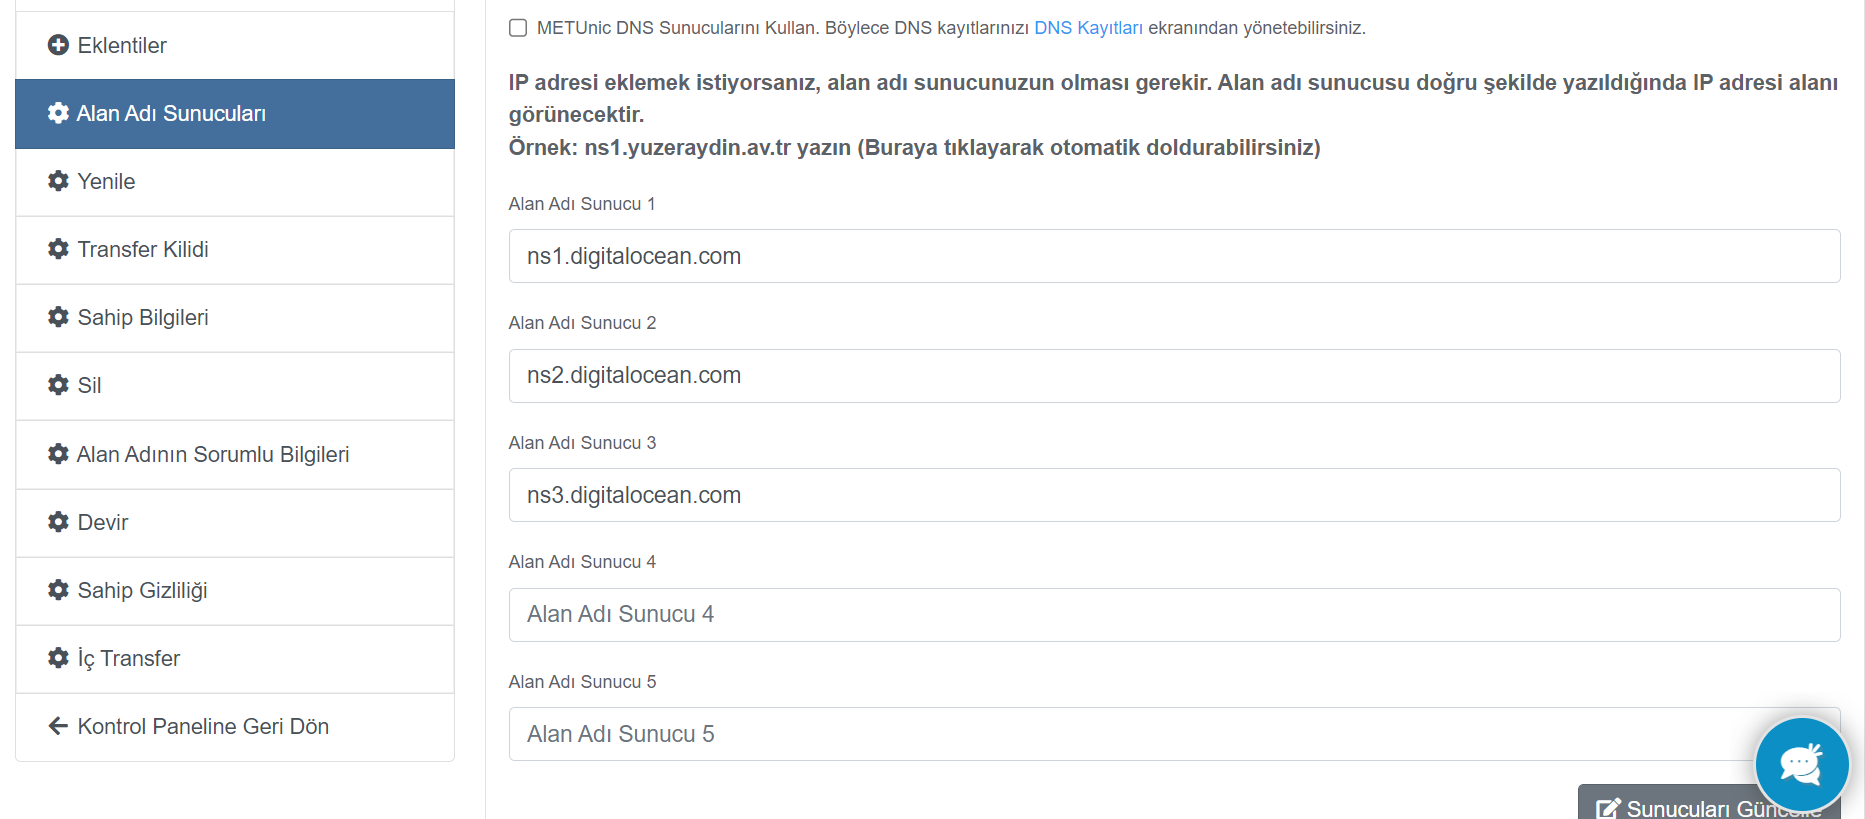 Eklentiler
Alan Adı Sunucuları
Yenile
Transfer Kilidi
Sahip Bilgileri
Sil
Alan Adının Sorumlu Bilgileri
Devir
Sahip Gizliliği
İç Transfer
Kontrol Paneline Geri Dön
METUnic DNS Sunucularını Kullan. Böylece DNS kayıtlarınızı DNS Kayıtları ekranından yönetebilirsiniz.
IP adresi eklemek istiyorsanız, alan adı sunucunuzun olması gerekir. Alan adı sunucusu doğru şekilde yazıldığında IP adresi alanı
görünecektir.
Örnek: ns1.yuzeraydin.av.tr yazın (Buraya tıklayarak otomatik doldurabilirsiniz)
Alan Adı Sunucu 1
ns1.digitalocean.com
Alan Adı Sunucu 2
ns2.digitalocean.com
Alan Adı Sunucu 3
ns3.digitalocean.com
Alan Adı Sunucu 4
Alan Adı Sunucu 4
Alan Adı Sunucu 5
Alan Adı Sunucu 5
Sunucuları Güncelle